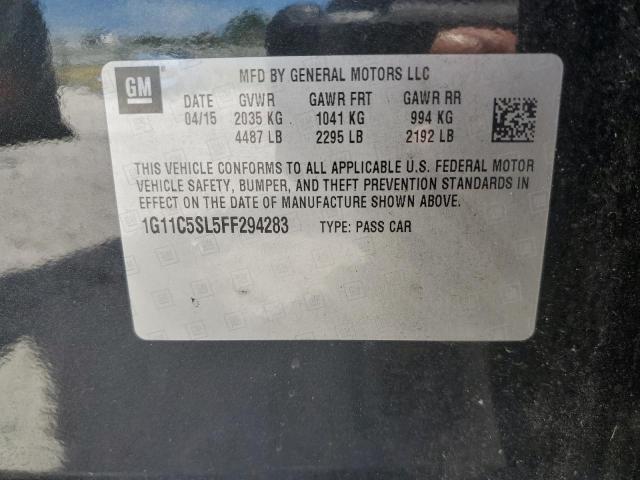 GM
MFD BY GENERAL MOTORS LLC
DATE GVWR GAWR FRT GAWR RR
04/15 2035 KG 1041 KG 994 KG
4487 LB 2295 LB 2192 LB
THIS VEHICLE CONFORMS TO ALL APPLICABLE U.S. FEDERAL MOTOR
VEHICLE SAFETY, BUMPER, AND THEFT PREVENTION STANDARDS IN
EFFECT ON THE DATE OF MANUFACTURE SHOWN ABOVE.
1G11C5SL5FF294283 TYPE: PASS CAR